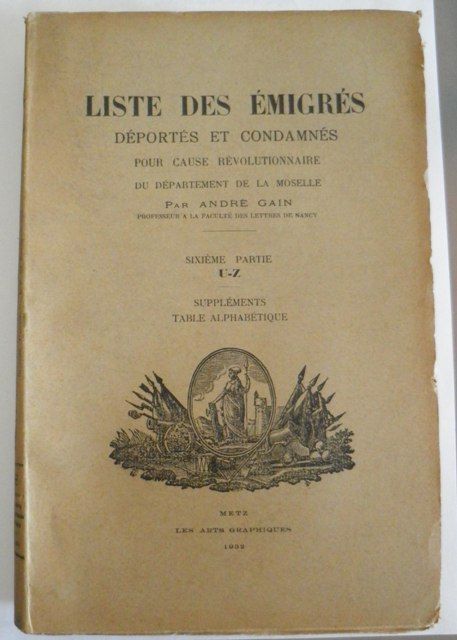 LISTE DES ÉMIGRÉS
DÉPORTÉS ET CONDAMNÉS
POUR CAUSE RÉVOLUTIONNAIRE
DU DÉPARTEMENT DE LA MOSELLE
PAR ANDRÉ GAIN
PROFESSEUR A LA FACULTÉ DES LETTRES DE NANCY
SIXIÈME PARTIE
U-Z
SUPPLÉMENTS
TABLE ALPHABÉTIQUE
METZ
LES ARTS GRAPHIQUES
1932